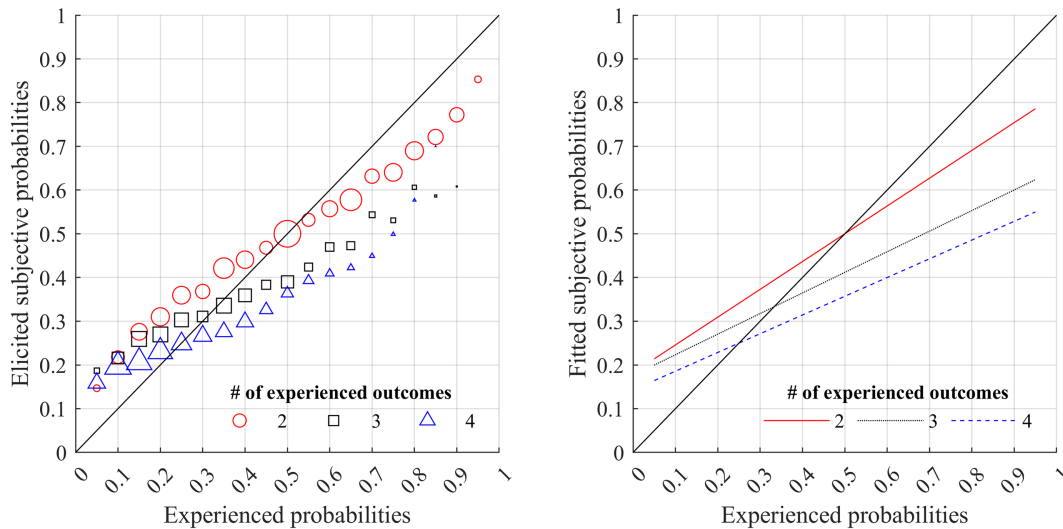 1
0.9
0.8
0.7
0.6
0.5
0.4
0.3
0.2
0.1
0
Elicited subjective probabilities
# of experienced outcomes
2 3 4
0 0.1 0.2 0.3 0.4 0.5 0.6 0.7 0.8 0.9 1
Experienced probabilities
1
0.9
0.8
0.7
0.6
0.5
0.4
0.3
0.2
0.1
0
Fitted subjective probabilities
# of experienced outcomes
2 3 4
0 0.1 0.2 0.3 0.4 0.5 0.6 0.7 0.8 0.9 1
Experienced probabilities